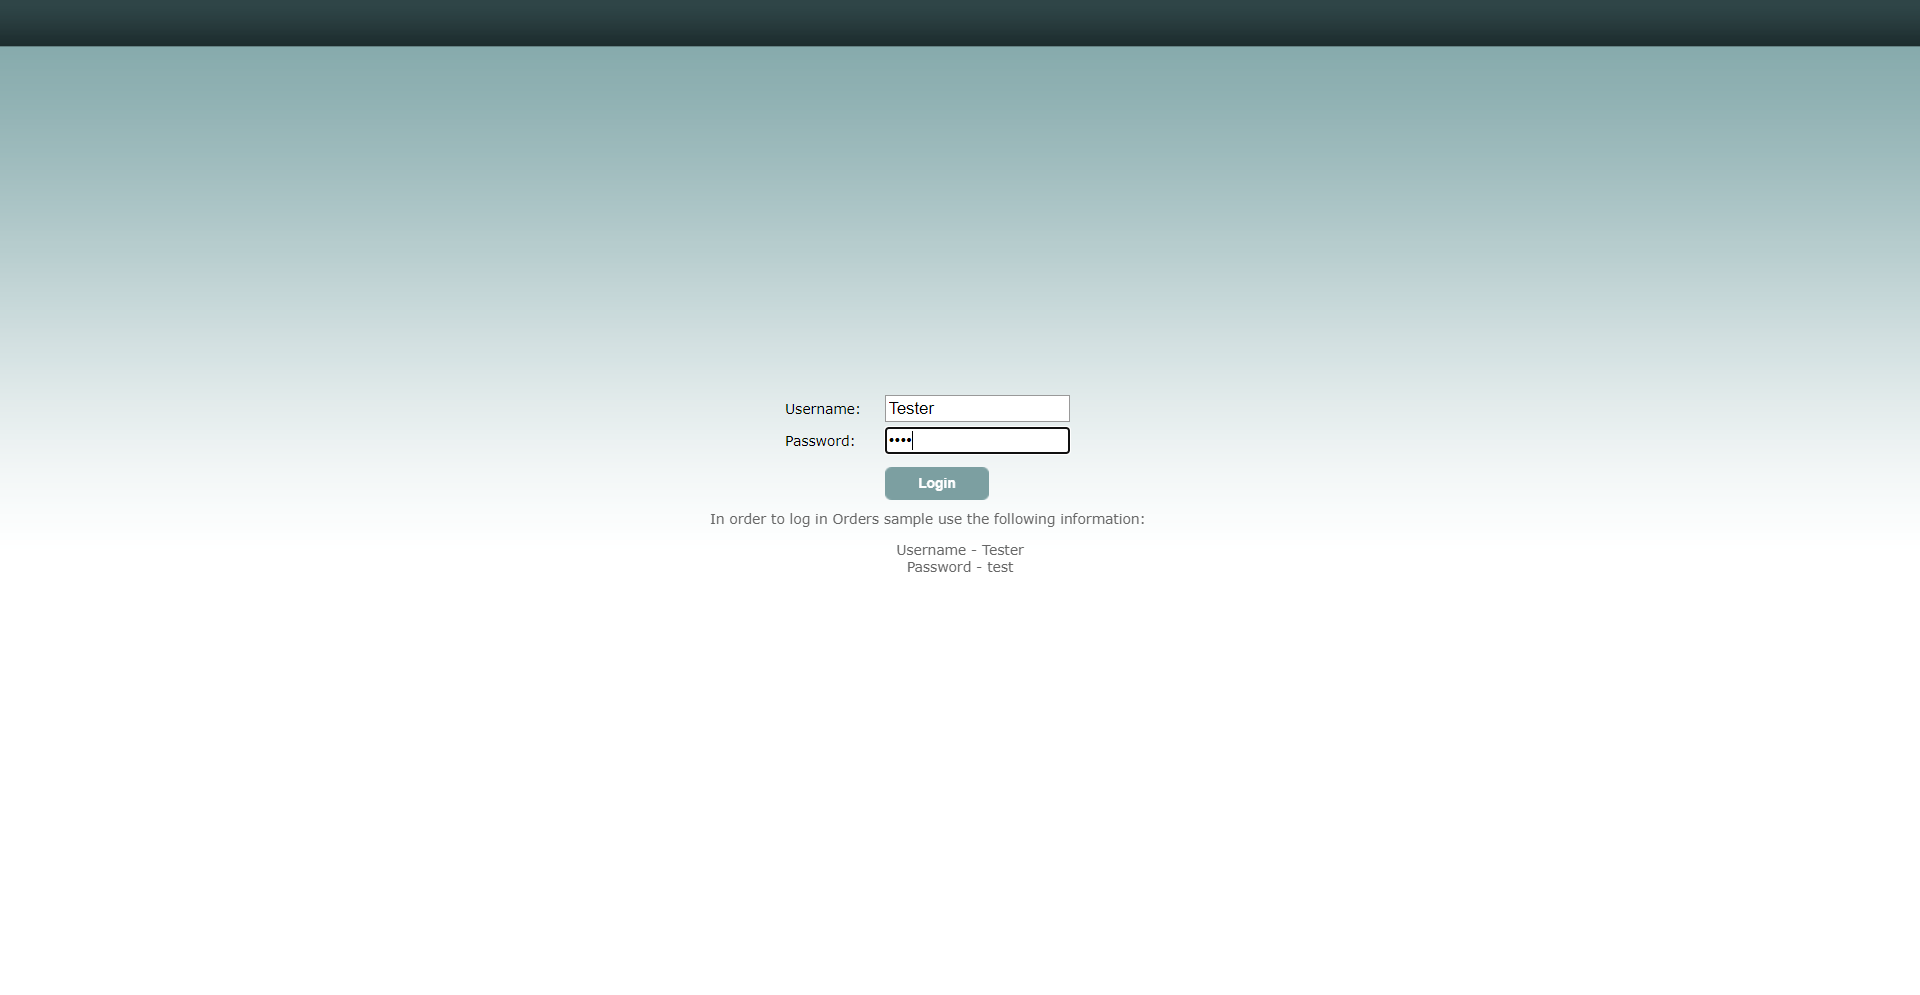 Username: Tester
Password: ••••
Login
In order to log in Orders sample use the following information:
Username - Tester
Password - test